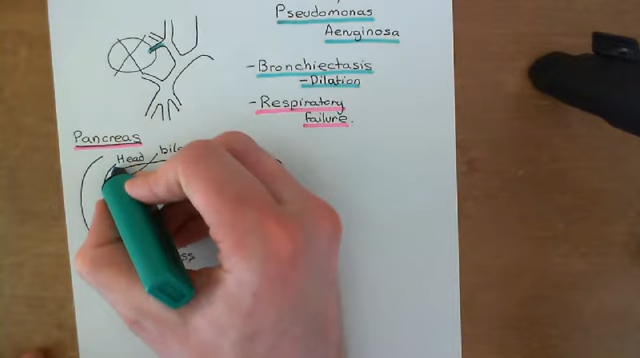 Pseudomonas
Aeruginosa
- Bronchiectasis
- Dilation
- Respiratory
failure.
Pancreas
Head